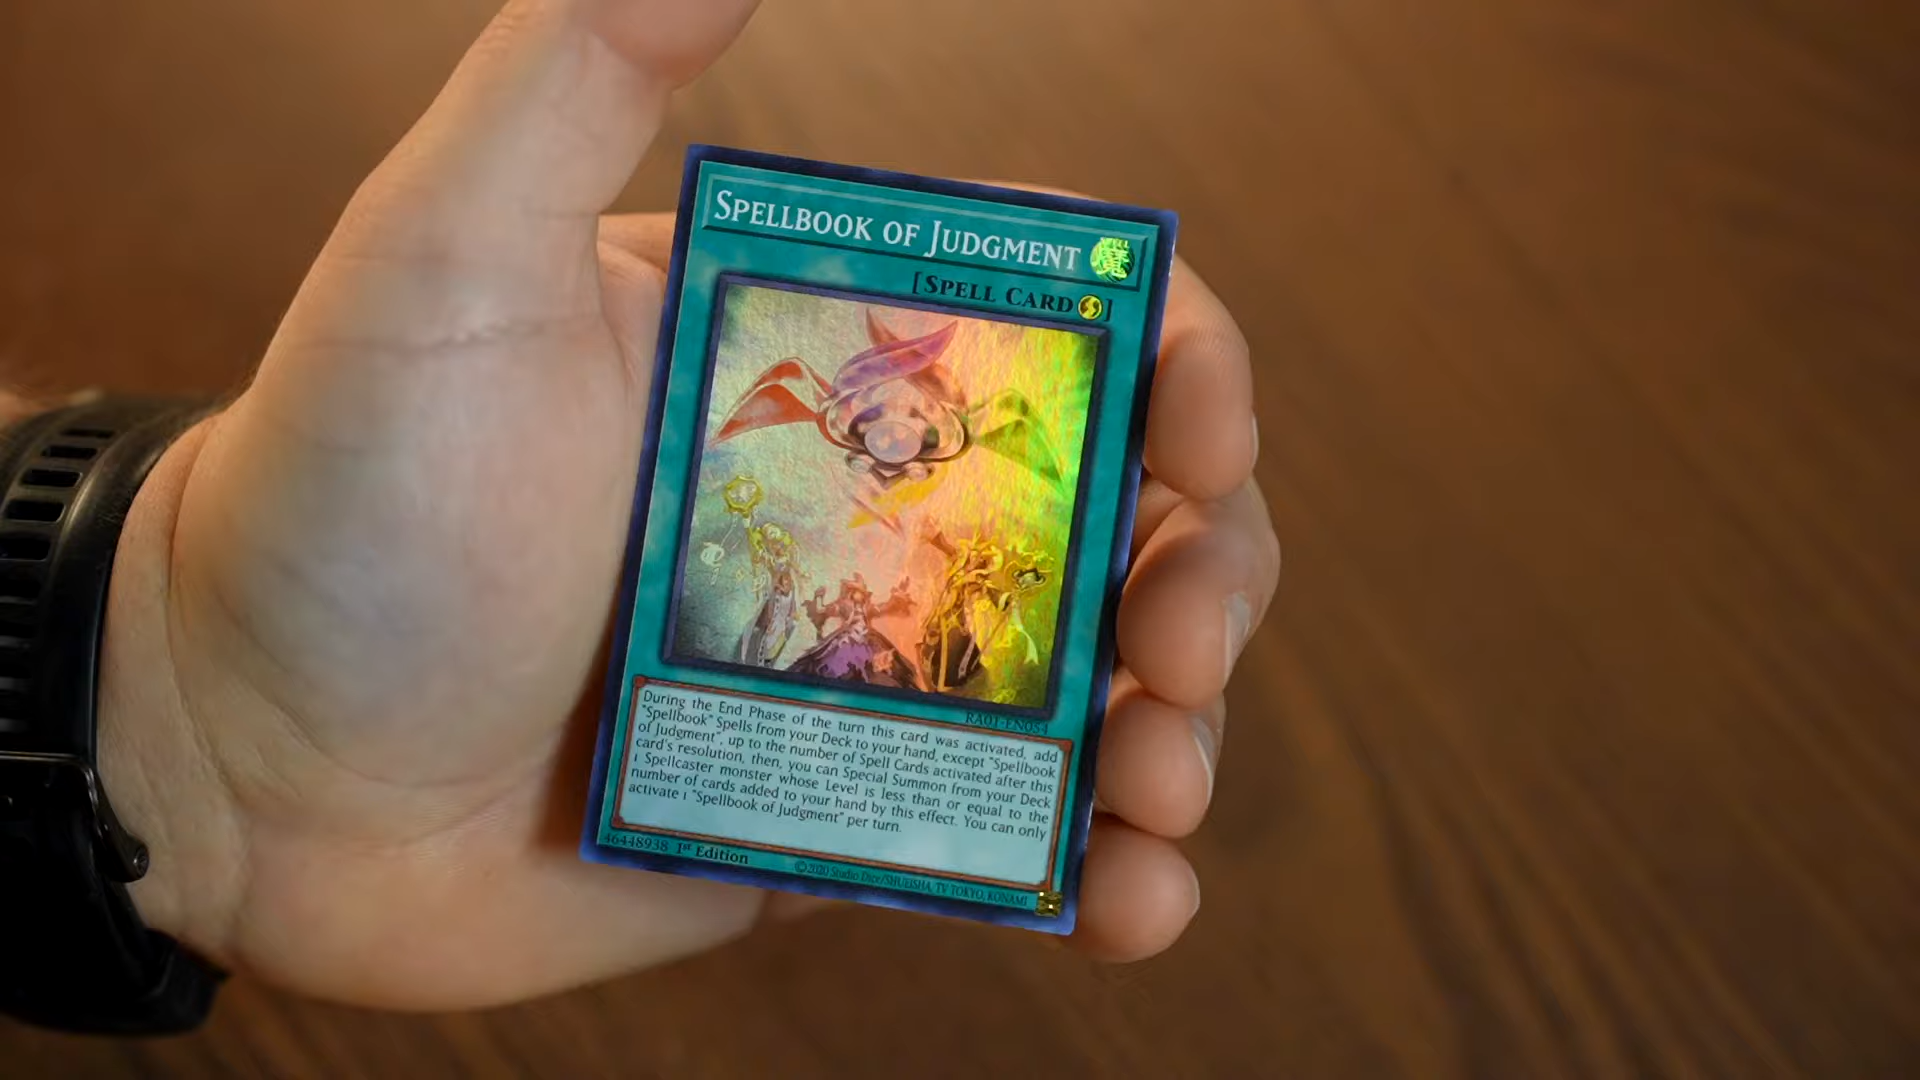 SPELLBOOK OF JUDGMENT
SPELL
魔
[SPELL CARD]
RA01-EN054
During the End Phase of the turn this card was activated, add
"Spellbook" Spells from your Deck to your hand, except "Spellbook
of Judgment", up to the number of Spell Cards activated after this
card's resolution, then, you can Special Summon from your Deck
1 Spellcaster monster whose Level is less than or equal to the
number of cards added to your hand by this effect. You can only
activate 1 "Spellbook of Judgment" per turn.
46448938 1st Edition
©2020 Studio Dice/SHUEISHA, TV TOKYO, KONAMI